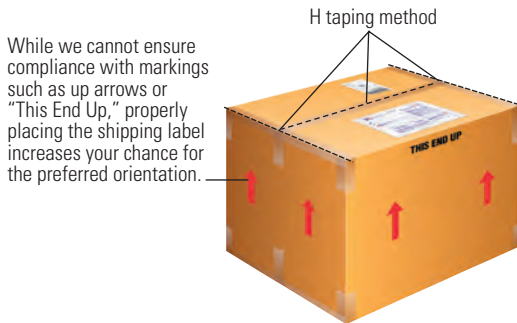 H taping method
While we cannot ensure
compliance with markings
such as up arrows or
“This End Up,” properly
placing the shipping label
increases your chance for
the preferred orientation.
THIS END UP